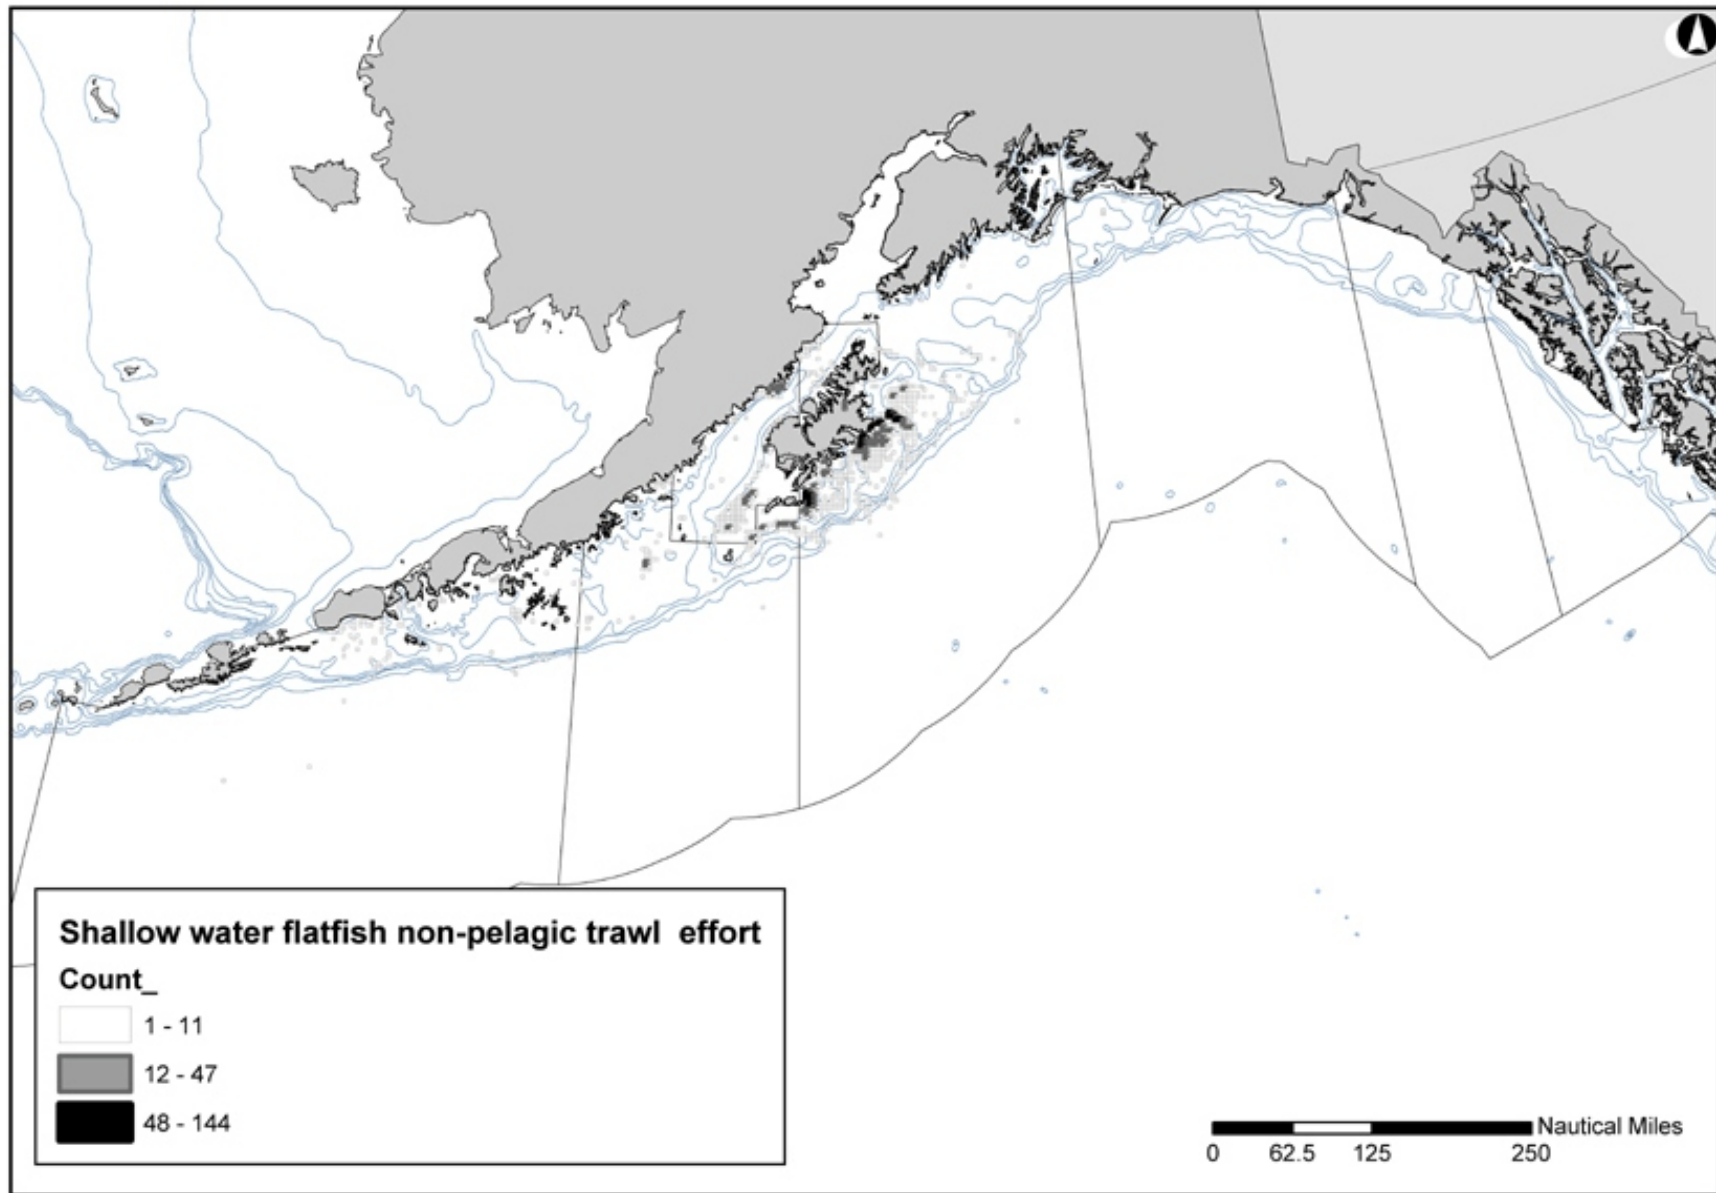 Shallow water flatfish non-pelagic trawl effort
Count_
1 - 11
12 - 47
48 - 144
Nautical Miles
0 62.5 125 250